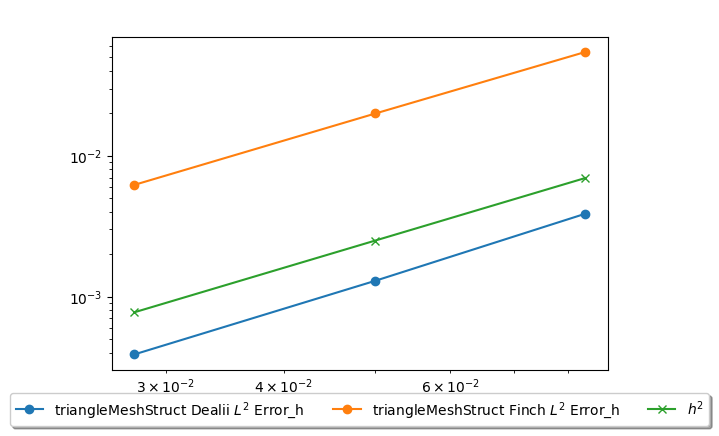 10⁻²
10⁻³
3 × 10⁻² 4 × 10⁻² 6 × 10⁻²
triangleMeshStruct Dealii L² Error_h triangleMeshStruct Finch L² Error_h h²